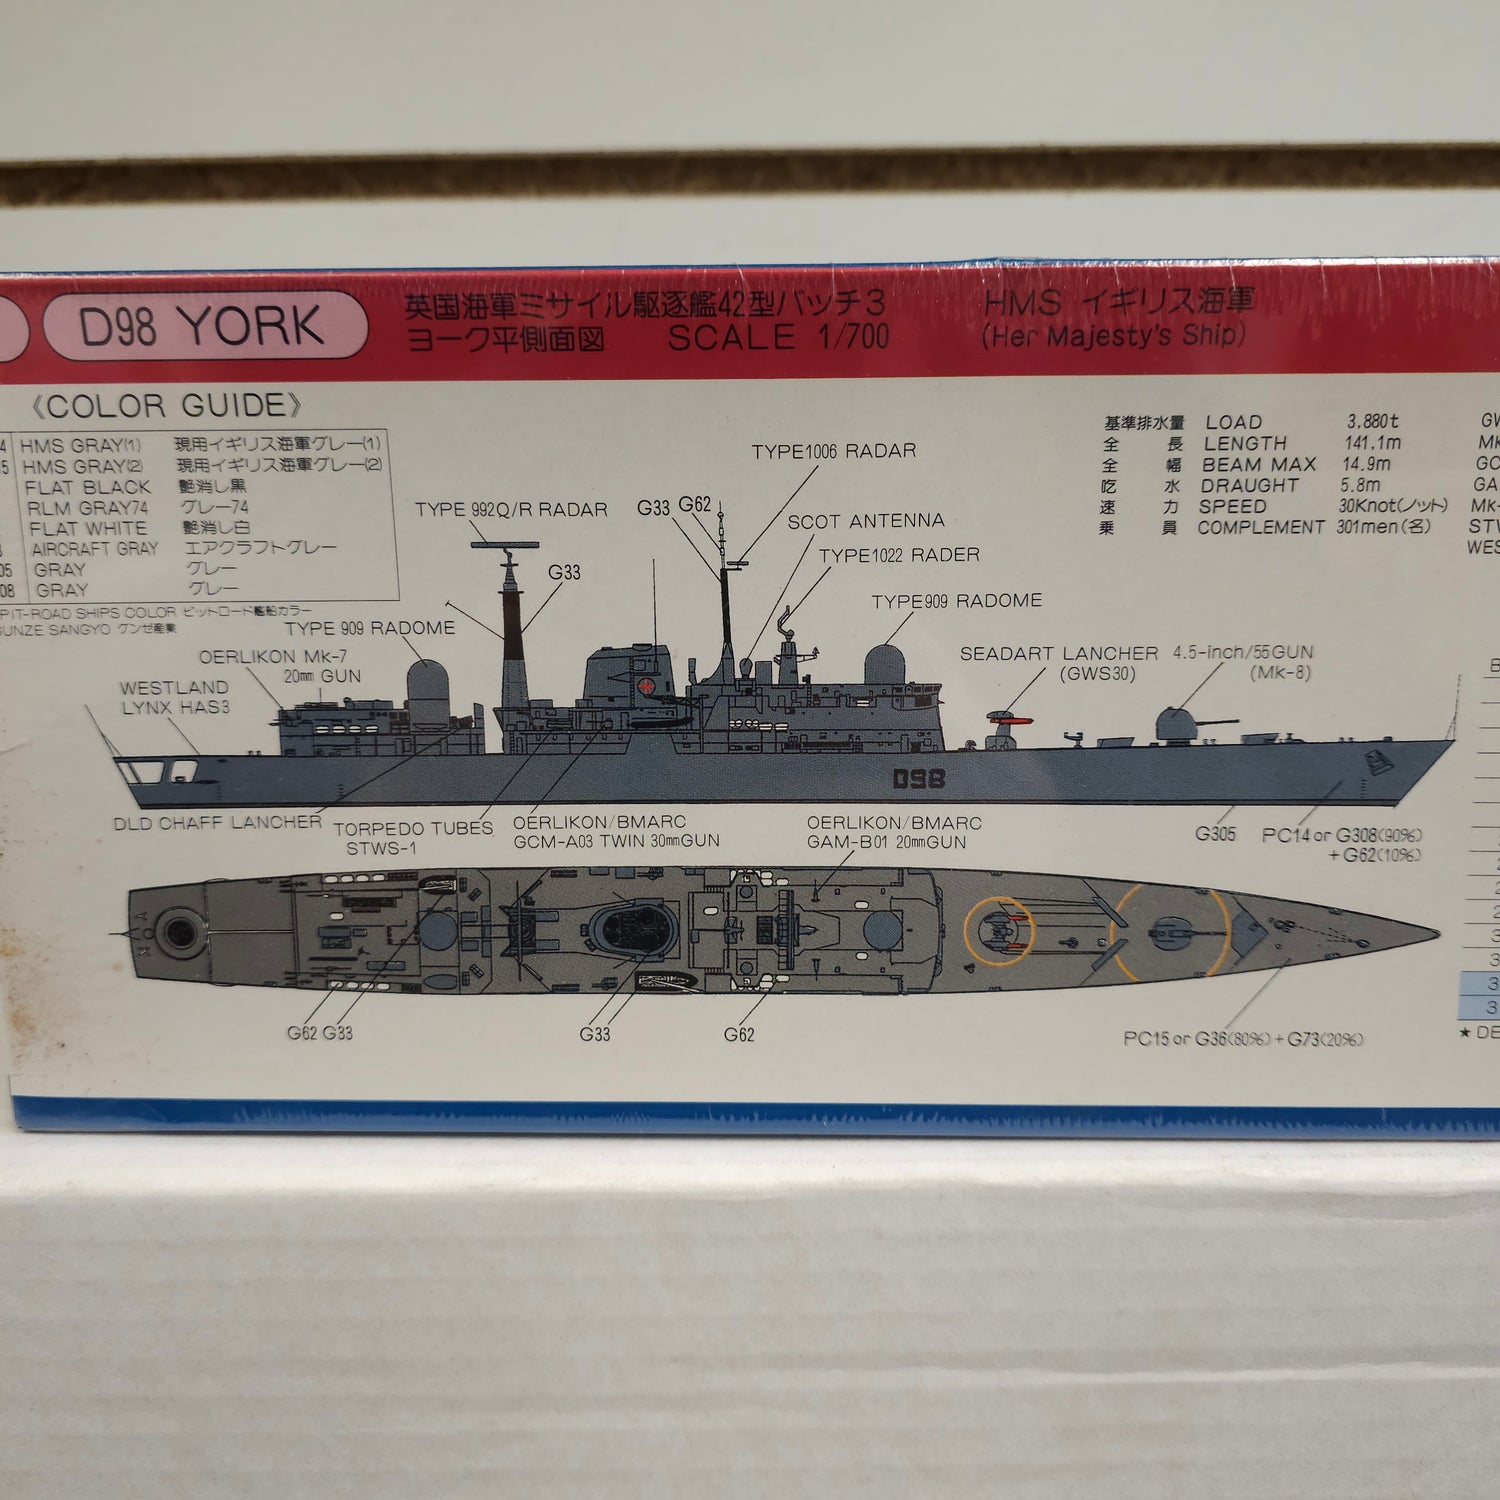 D98 YORK
英国海軍ミサイル駆逐艦42型バッチ3
ヨーク平側面図 SCALE 1/700
HMS イギリス海軍
(Her Majesty's Ship)
《COLOR GUIDE》
4 HMS GRAY(1) 現用イギリス海軍グレー(1)
5 HMS GRAY(2) 現用イギリス海軍グレー(2)
FLAT BLACK 艶消し黒
RLM GRAY74 グレー74
FLAT WHITE 艶消し白
AIRCRAFT GRAY エアクラフトグレー
05 GRAY グレー
08 GRAY グレー
PIT-ROAD SHIPS COLOR ピットロード艦船カラー
GUNZE SANGYO グンゼ産業
基準排水量 LOAD 3,880t
全長 LENGTH 141.1m
全幅 BEAM MAX 14.9m
吃水 DRAUGHT 5.8m
速力 SPEED 30Knot(ノット)
乗員 COMPLEMENT 301men(名)
GW
MK
GC
GA
Mk-
STW
WES
TYPE1006 RADAR
TYPE 992Q/R RADAR
G33
G62
SCOT ANTENNA
TYPE1022 RADER
G33
TYPE909 RADOME
TYPE 909 RADOME
OERLIKON Mk-7
20mm GUN
SEADART LANCHER
(GWS30)
4.5-inch/55GUN
(Mk-8)
WESTLAND
LYNX HAS3
D98
DLD CHAFF LANCHER
TORPEDO TUBES
STWS-1
OERLIKON/BMARC
GCM-A03 TWIN 30mmGUN
OERLIKON/BMARC
GAM-B01 20mmGUN
G305
PC14 or G308(90%)
+G62(10%)
G62 G33
G33
G62
PC15 or G36(80%)+G73(20%)
★DE